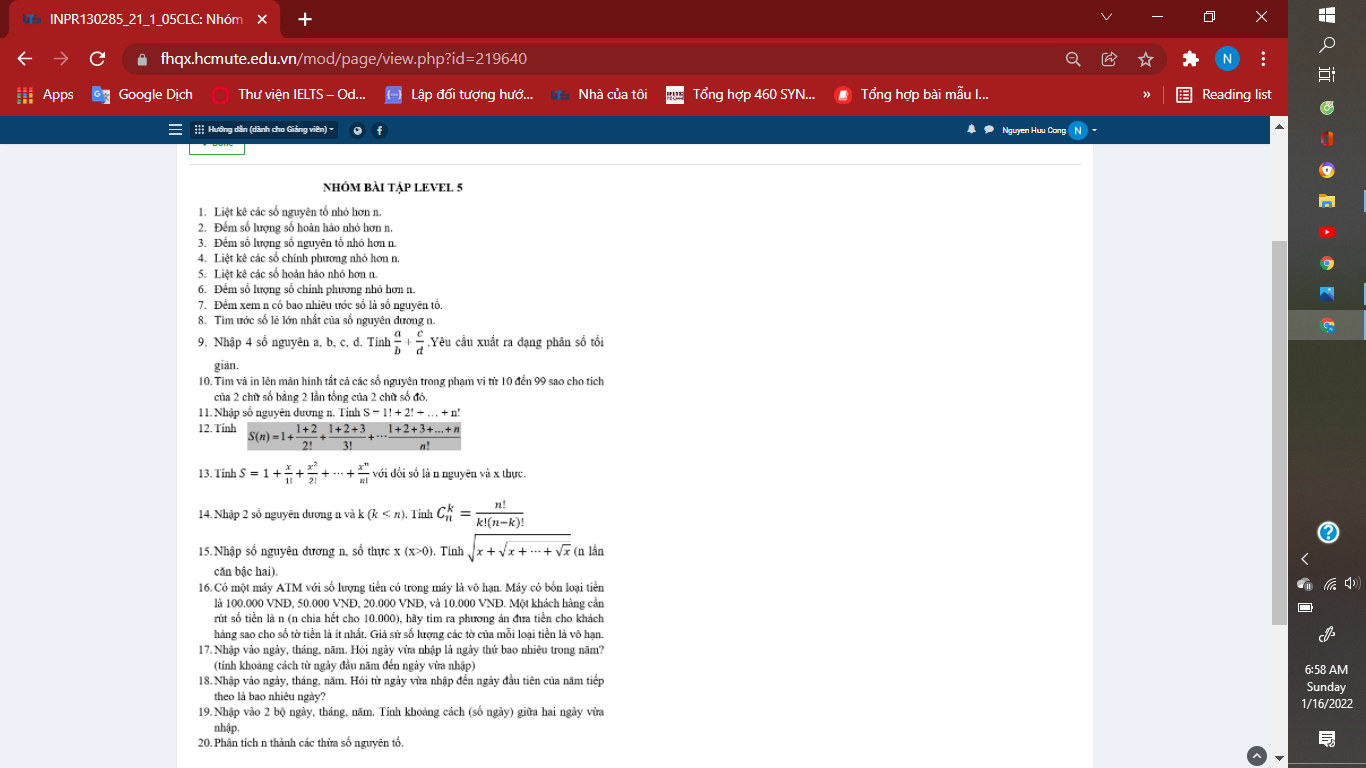 INPR130285_21_1_05CLC: Nhóm
fhqx.hcmute.edu.vn/mod/page/view.php?id=219640
N
Apps
Google Dịch
Thư viện IELTS – Od...
Lập đối tượng hướ...
Nhà của tôi
Tổng hợp 460 SYN...
Tổng hợp bài mẫu I...
»
Reading list
Hướng dẫn (dành cho Giảng viên)
Nguyen Huu Cong N
NHÓM BÀI TẬP LEVEL 5
1. Liệt kê các số nguyên tố nhỏ hơn n.
2. Đếm số lượng số hoàn hảo nhỏ hơn n.
3. Đếm số lượng số nguyên tố nhỏ hơn n.
4. Liệt kê các số chính phương nhỏ hơn n.
5. Liệt kê các số hoàn hảo nhỏ hơn n.
6. Đếm số lượng số chính phương nhỏ hơn n.
7. Đếm xem n có bao nhiêu ước số là số nguyên tố.
8. Tìm ước số lẻ lớn nhất của số nguyên dương n.
9. Nhập 4 số nguyên a, b, c, d. Tính a/b + c/d .Yêu cầu xuất ra dạng phân số tối
giản.
10. Tìm và in lên màn hình tất cả các số nguyên trong phạm vi từ 10 đến 99 sao cho tích
của 2 chữ số bằng 2 lần tổng của 2 chữ số đó.
11. Nhập số nguyên dương n. Tính S = 1! + 2! + … + n!
12. Tính S(n) = 1 + (1+2)/2! + (1+2+3)/3! + ⋯ (1+2+3+...+n)/n!
13. Tính S = 1 + x/1! + x²/2! + ⋯ + xⁿ/n! với đối số là n nguyên và x thực.
14. Nhập 2 số nguyên dương n và k (k ≤ n). Tính C_n^k = n!/(k!(n−k)!)
15. Nhập số nguyên dương n, số thực x (x>0). Tính √(x + √(x + ⋯ + √x)) (n lần
căn bậc hai).
16. Có một máy ATM với số lượng tiền có trong máy là vô hạn. Máy có bốn loại tiền
là 100.000 VND, 50.000 VND, 20.000 VND, và 10.000 VND. Một khách hàng cần
rút số tiền là n (n chia hết cho 10.000), hãy tìm ra phương án đưa tiền cho khách
hàng sao cho số tờ tiền là ít nhất. Giả sử số lượng các tờ của mỗi loại tiền là vô hạn.
17. Nhập vào ngày, tháng, năm. Hỏi ngày vừa nhập là ngày thứ bao nhiêu trong năm?
(tính khoảng cách từ ngày đầu năm đến ngày vừa nhập)
18. Nhập vào ngày, tháng, năm. Hỏi từ ngày vừa nhập đến ngày đầu tiên của năm tiếp
theo là bao nhiêu ngày?
19. Nhập vào 2 bộ ngày, tháng, năm. Tính khoảng cách (số ngày) giữa hai ngày vừa
nhập.
20. Phân tích n thành các thừa số nguyên tố.
6:58 AM
Sunday
1/16/2022